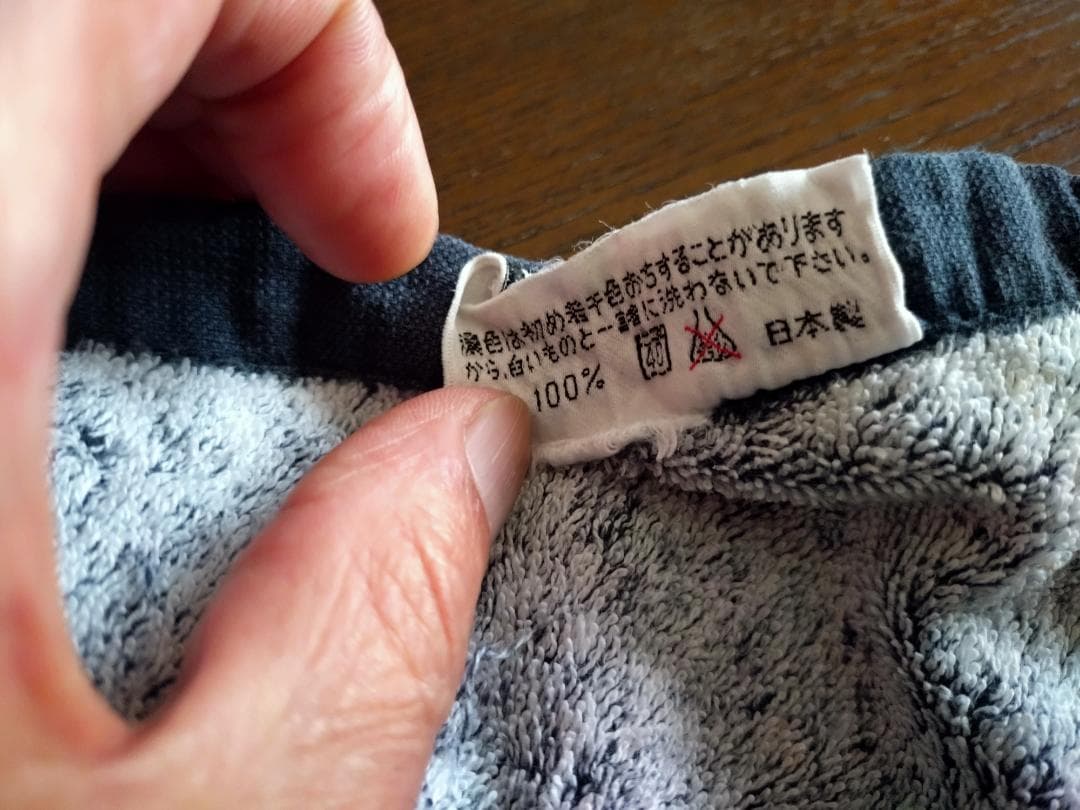 濃色は初め若干色おちすることがあります
から、白いものと一諸に洗わないで下さい。
100% 40 日本製